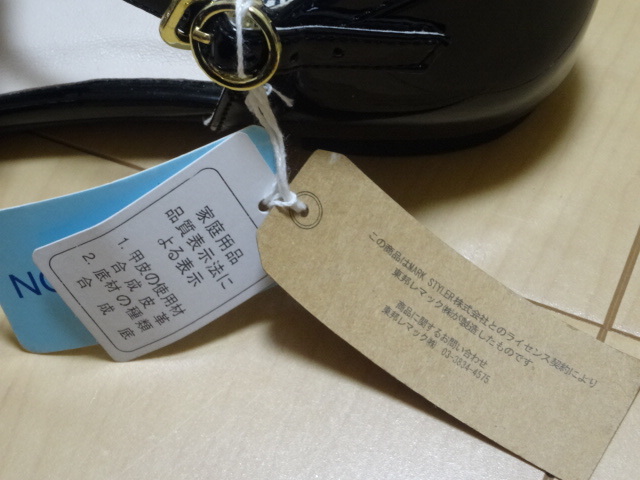 NO
家庭用品
品質表示法に
よる表示
1. 甲皮の使用材
合成皮革
2. 底材の種類
合成底
この商品はMARK STYLER株式会社とのライセンス契約により
東邦レマック㈱が製造したものです。
商品に関するお問い合わせ
東邦レマック㈱ 03-3834-4575